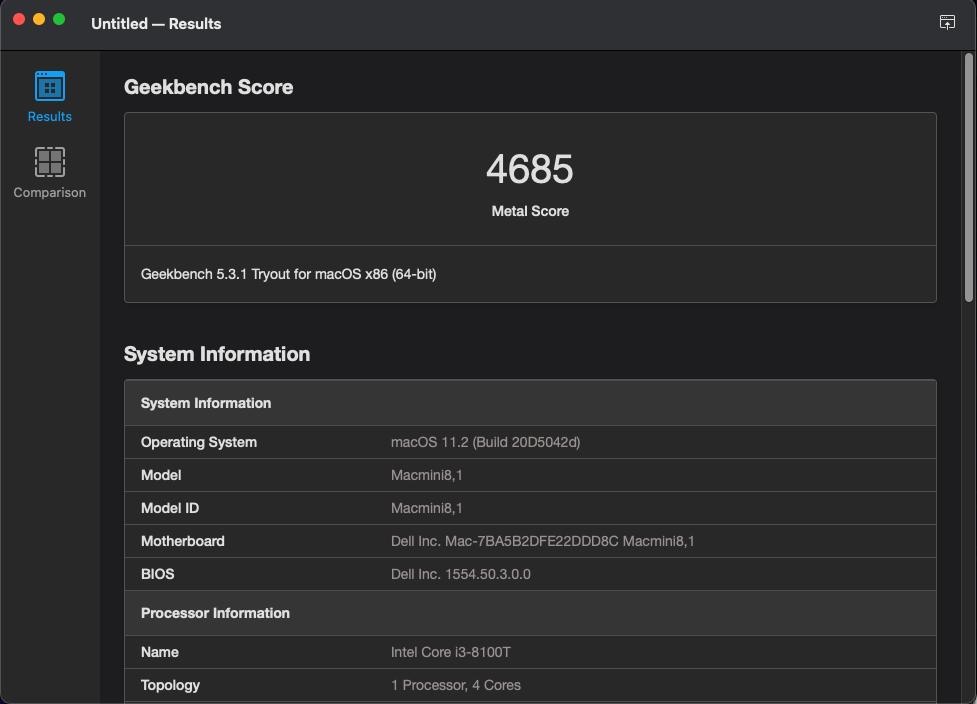 Untitled — Results
Results
Comparison
Geekbench Score
4685
Metal Score
Geekbench 5.3.1 Tryout for macOS x86 (64-bit)
System Information
System Information
Operating System macOS 11.2 (Build 20D5042d)
Model Macmini8,1
Model ID Macmini8,1
Motherboard Dell Inc. Mac-7BA5B2DFE22DDD8C Macmini8,1
BIOS Dell Inc. 1554.50.3.0.0
Processor Information
Name Intel Core i3-8100T
Topology 1 Processor, 4 Cores